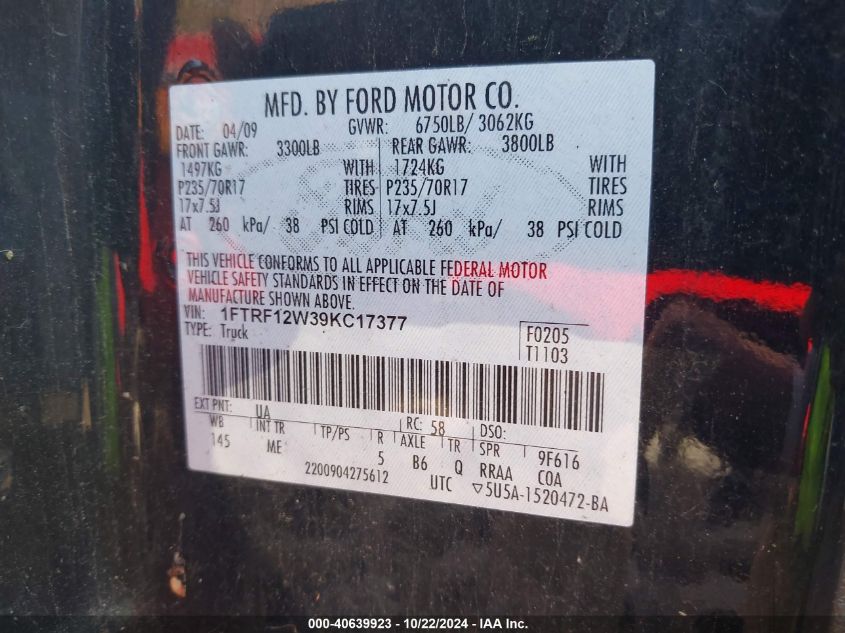 MFD. BY FORD MOTOR CO.
DATE: 04/09 GVWR: 6750LB/ 3062KG
FRONT GAWR: 3300LB REAR GAWR: 3800LB
1497KG WITH 1724KG WITH
P235/70R17 TIRES P235/70R17 TIRES
17x7.5J RIMS 17x7.5J RIMS
AT 260 kPa/ 38 PSI COLD AT 260 kPa/ 38 PSI COLD
THIS VEHICLE CONFORMS TO ALL APPLICABLE FEDERAL MOTOR
VEHICLE SAFETY STANDARDS IN EFFECT ON THE DATE OF
MANUFACTURE SHOWN ABOVE.
VIN: 1FTRF12W39KC17377
TYPE: Truck
F0205
T1103
EXT PNT: UA RC: 58 DSO:
WB INT TR TP/PS R AXLE TR SPR 9F616
145 ME 5 B6 Q RRAA COA
2200904275612 UTC ▽5U5A-1520472-BA
000-40639923 - 10/22/2024 - IAA Inc.